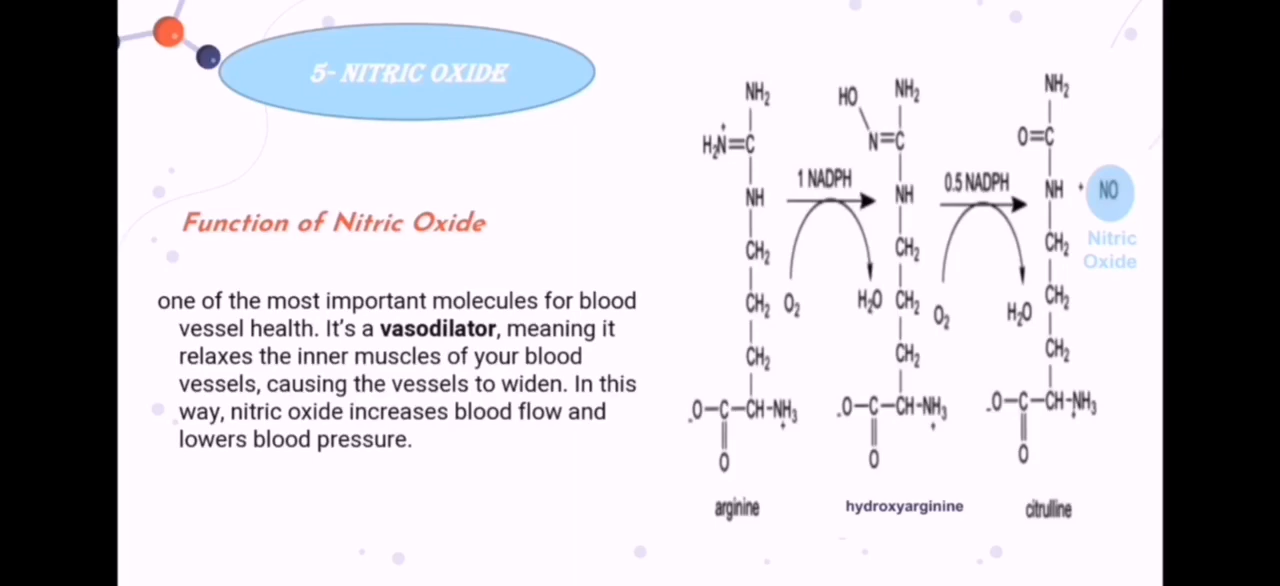 5- NITRIC OXIDE
Function of Nitric Oxide
one of the most important molecules for blood
vessel health. It's a vasodilator, meaning it
relaxes the inner muscles of your blood
vessels, causing the vessels to widen. In this
way, nitric oxide increases blood flow and
lowers blood pressure.
NH₂
H₂N⁺=C
NH
CH₂
CH₂
CH₂
-O-C-CH-NH₃⁺
O
arginine
1 NADPH
O₂
H₂O
NH₂
HO
N=C
NH
CH₂
CH₂
CH₂
-O-C-CH-NH₃⁺
O
hydroxyarginine
0.5 NADPH
O₂
H₂O
NH₂
O=C
NH
CH₂
CH₂
CH₂
-O-C-CH-NH₃⁺
O
citrulline
+ NO
Nitric
Oxide